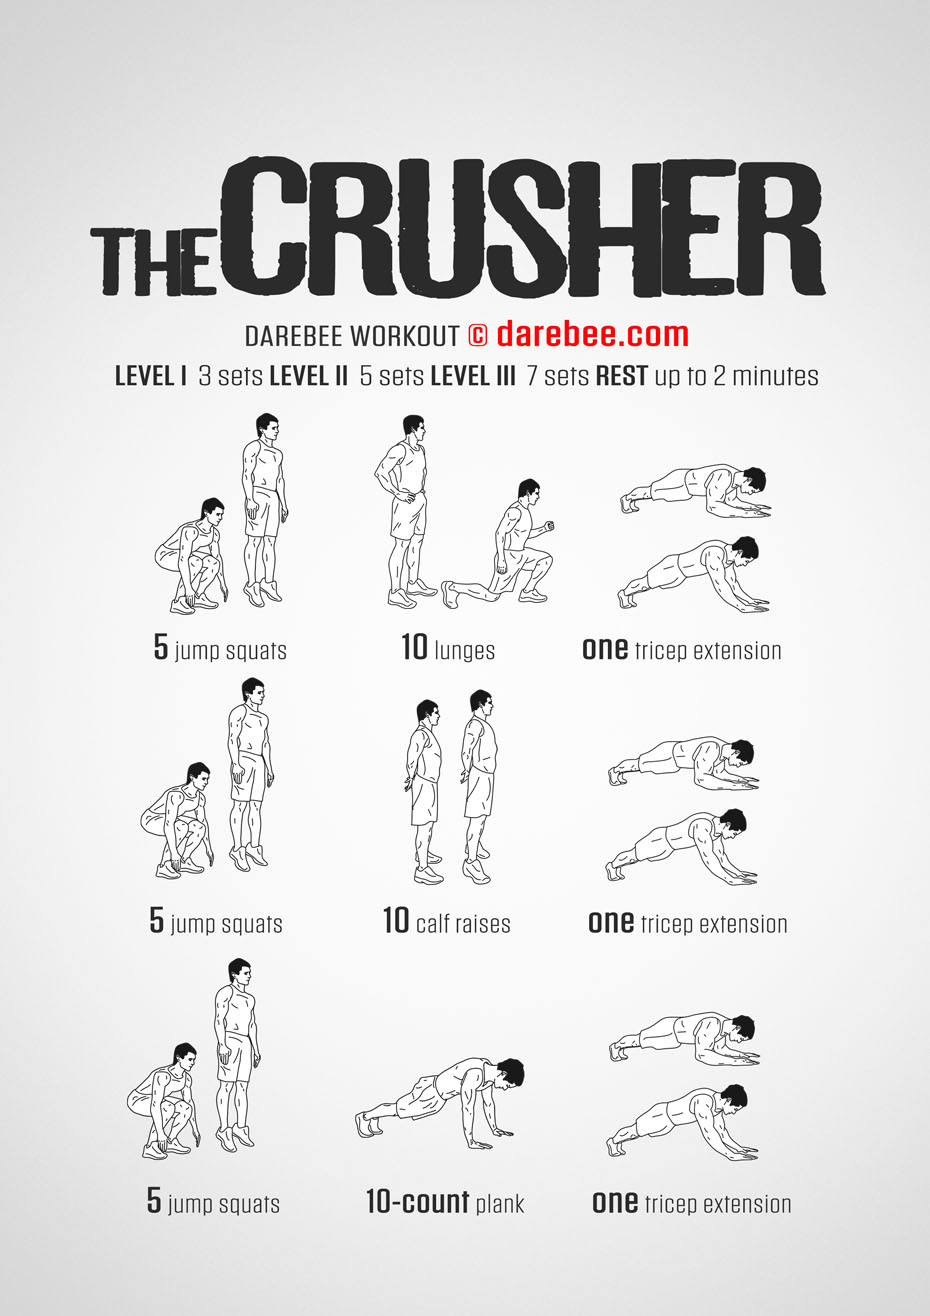 THE CRUSHER
DAREBEE WORKOUT © darebee.com
LEVEL I 3 sets LEVEL II 5 sets LEVEL III 7 sets REST up to 2 minutes
5 jump squats
10 lunges
one tricep extension
5 jump squats
10 calf raises
one tricep extension
5 jump squats
10-count plank
one tricep extension